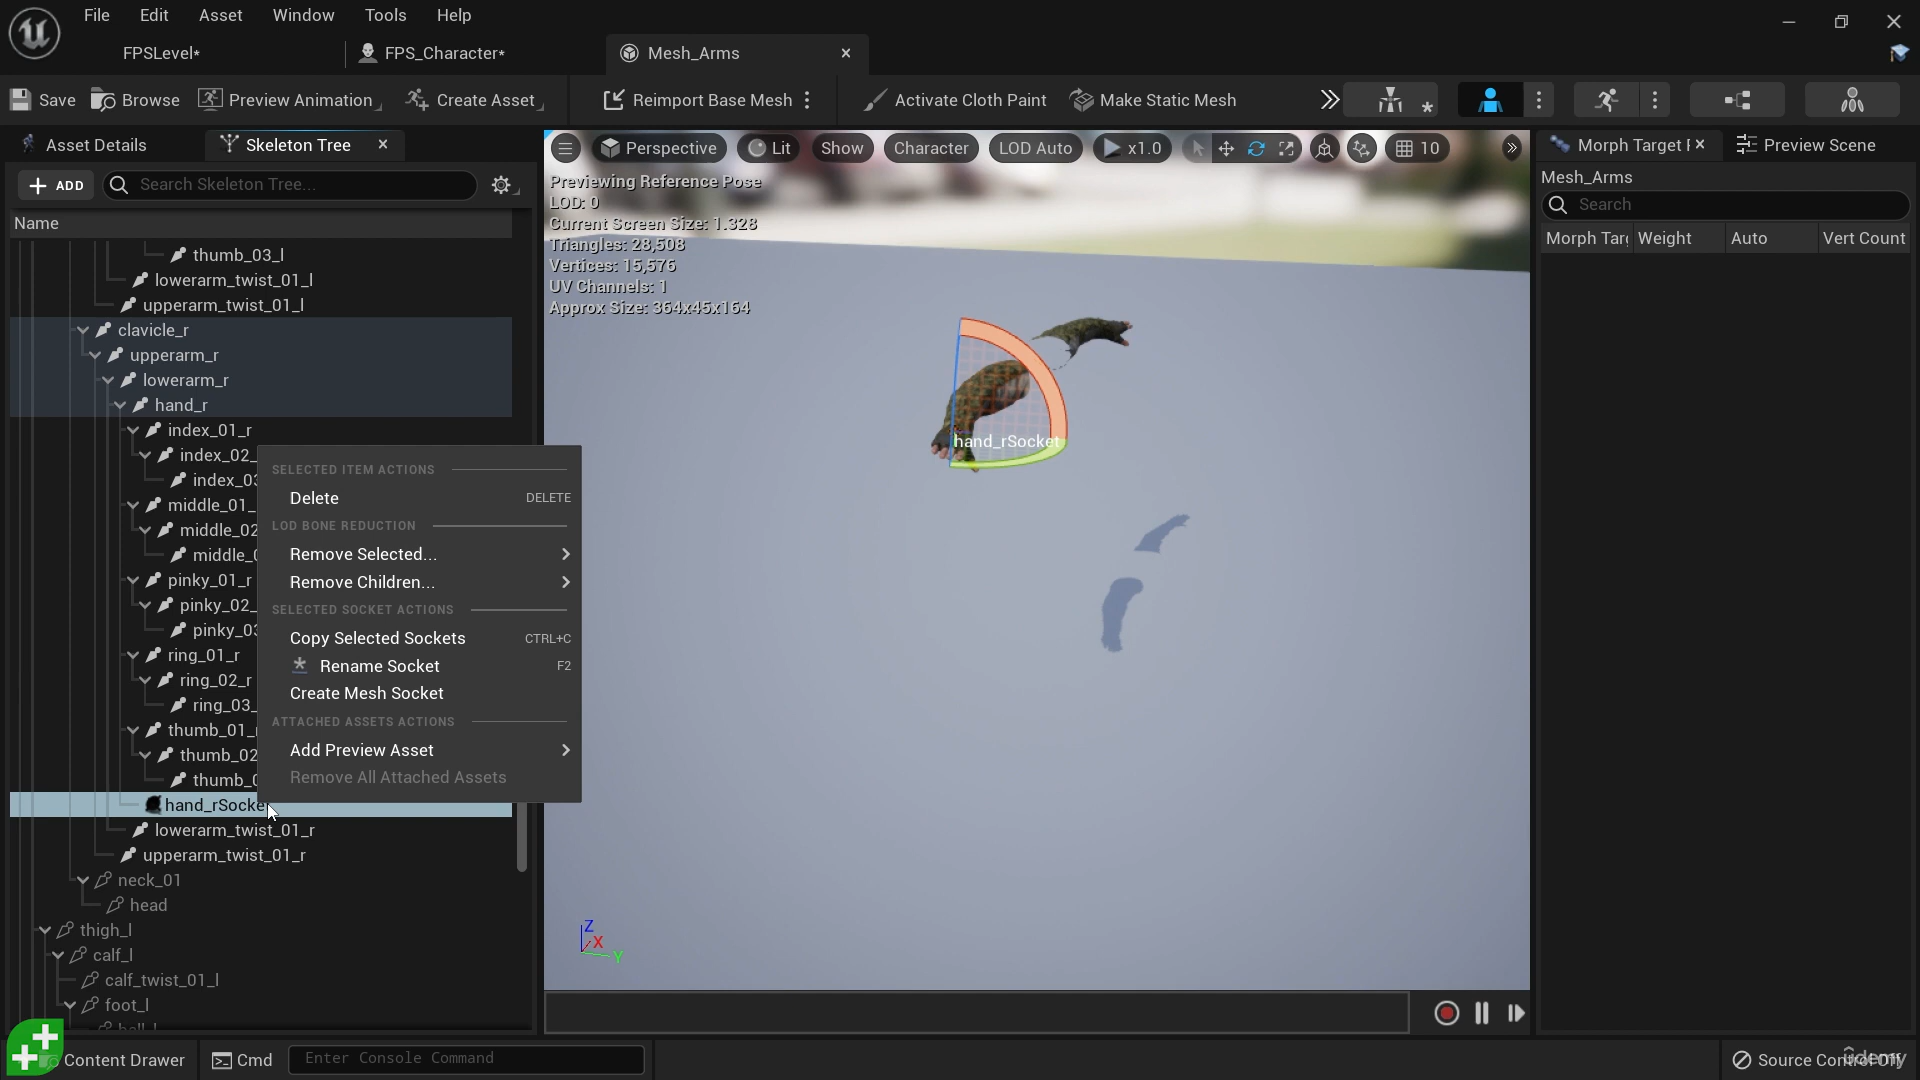 File Edit Asset Window Tools Help
FPSLevel* FPS_Character* Mesh_Arms
Save Browse Preview Animation Create Asset Reimport Base Mesh Activate Cloth Paint Make Static Mesh
Asset Details Skeleton Tree
ADD Search Skeleton Tree...
Name
thumb_03_l
lowerarm_twist_01_l
upperarm_twist_01_l
clavicle_r
upperarm_r
lowerarm_r
hand_r
index_01_r
index_02_
index_03
middle_01_
middle_02
middle_0
pinky_01_r
pinky_02_
pinky_03
ring_01_r
ring_02_r
ring_03_
thumb_01_r
thumb_02
thumb_0
hand_rSocke
lowerarm_twist_01_r
upperarm_twist_01_r
neck_01
head
thigh_l
calf_l
calf_twist_01_l
foot_l
ball_l
SELECTED ITEM ACTIONS
Delete DELETE
LOD BONE REDUCTION
Remove Selected...
Remove Children...
SELECTED SOCKET ACTIONS
Copy Selected Sockets CTRL+C
Rename Socket F2
Create Mesh Socket
ATTACHED ASSETS ACTIONS
Add Preview Asset
Remove All Attached Assets
Perspective Lit Show Character LOD Auto x1.0 10
Previewing Reference Pose
LOD: 0
Current Screen Size: 1.328
Triangles: 28,508
Vertices: 15,576
UV Channels: 1
Approx Size: 364x45x164
hand_rSocket
Z
X
Y
Morph Target Preview Scene
Mesh_Arms
Search
Morph Tar Weight Auto Vert Count
Content Drawer Cmd Enter Console Command Source Control Off
udemy